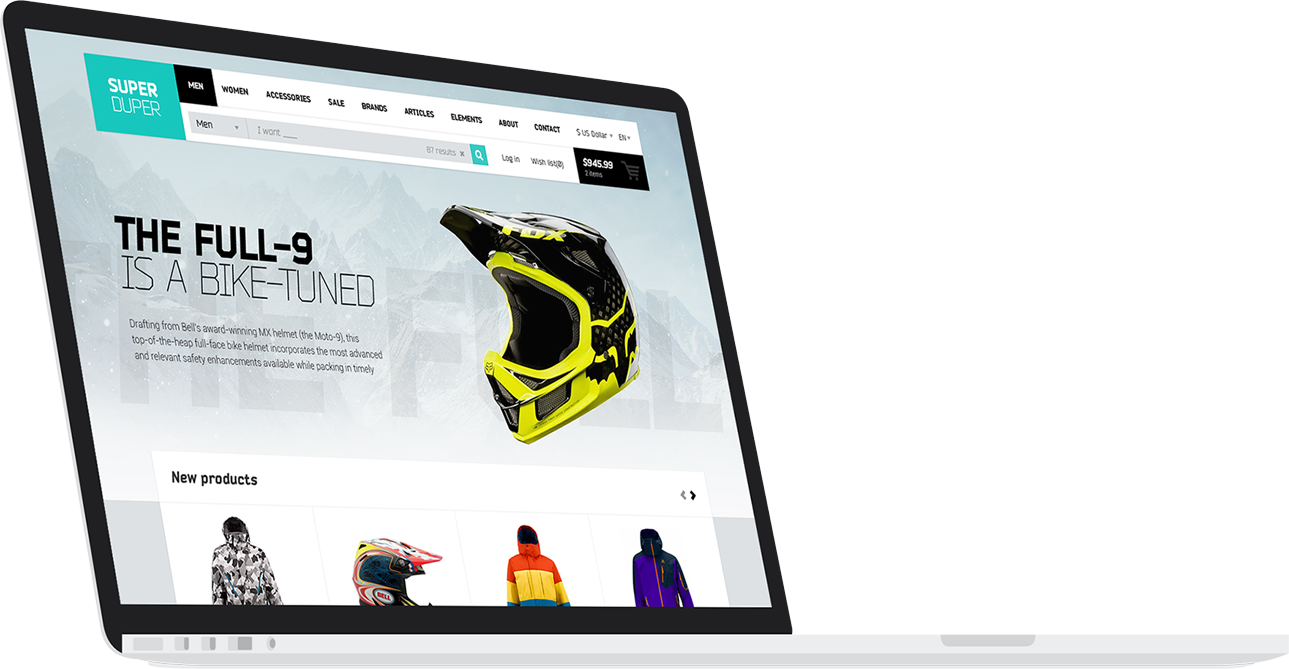 SUPER
DUPER
MEN
WOMEN
ACCESSORIES
SALE
BRANDS
ARTICLES
ELEMENTS
ABOUT
CONTACT
$ US Dollar
EN
Men
I want ___
87 results x
Log in
Wish list(0)
$945.99
2 items
THE FULL-9
IS A BIKE-TUNED
Drafting from Bell's award-winning MX helmet (the Moto-9), this
top-of-the-heap full-face bike helmet incorporates the most advanced
and relevant safety enhancements available while packing in timely
FOX
New products
BELL